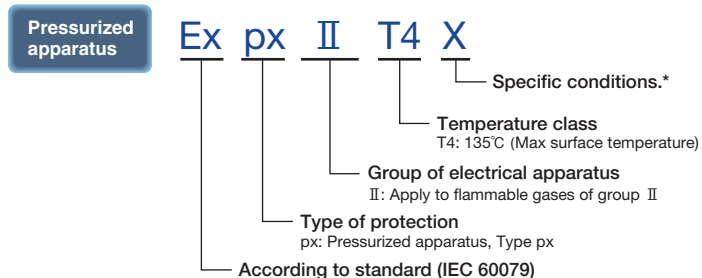 Pressurized
apparatus
Ex px Ⅱ T4 X
Specific conditions.*
Temperature class
T4: 135℃ (Max surface temperature)
Group of electrical apparatus
Ⅱ: Apply to flammable gases of group Ⅱ
Type of protection
px: Pressurized apparatus, Type px
According to standard (IEC 60079)